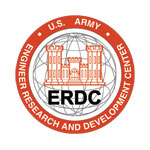 U.S. ARMY
ENGINEER RESEARCH AND DEVELOPMENT CENTER
ERDC